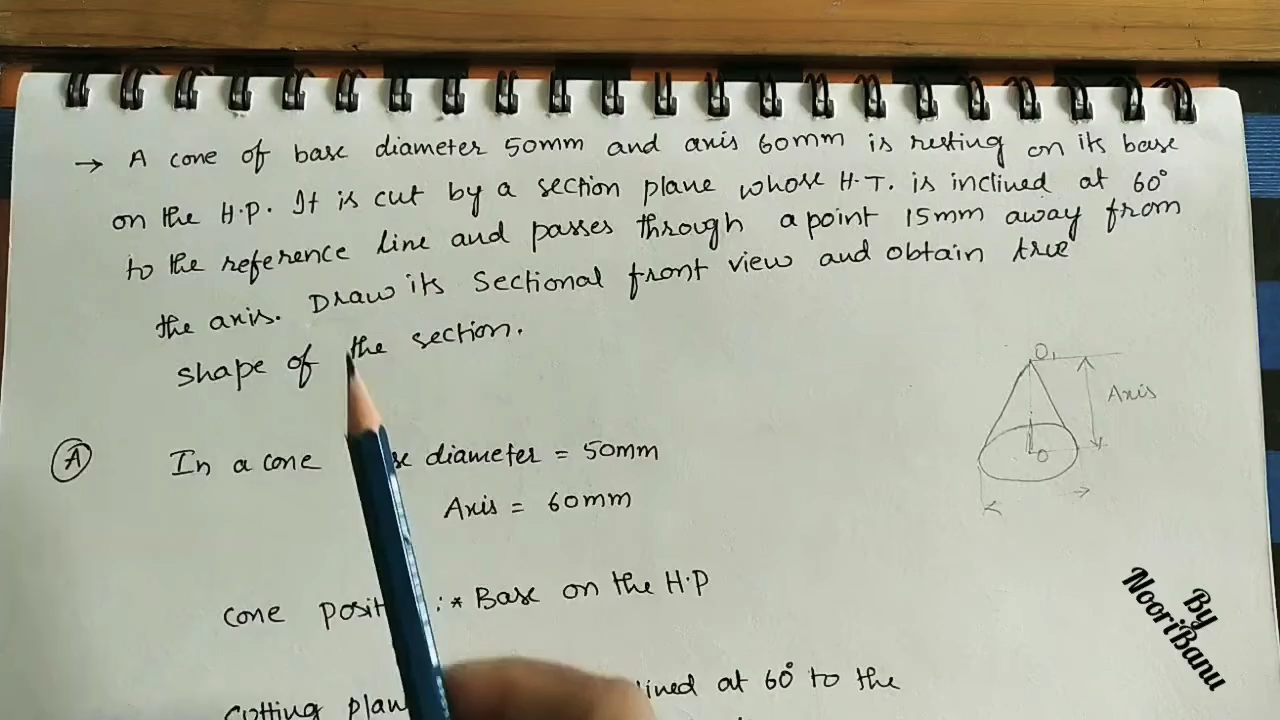 → A cone of base diameter 50mm and axis 60mm is resting on its base
on the H.P. It is cut by a section plane whose H.T. is inclined at 60°
to the reference line and passes through a point 15mm away from
the axis. Draw its sectional front view and obtain true
shape of the section.
O₁
Axis
O
A In a cone diameter = 50mm
Axis = 60mm
cone :* Base on the H.P
cutting at 60° to the
By
NooriBanu